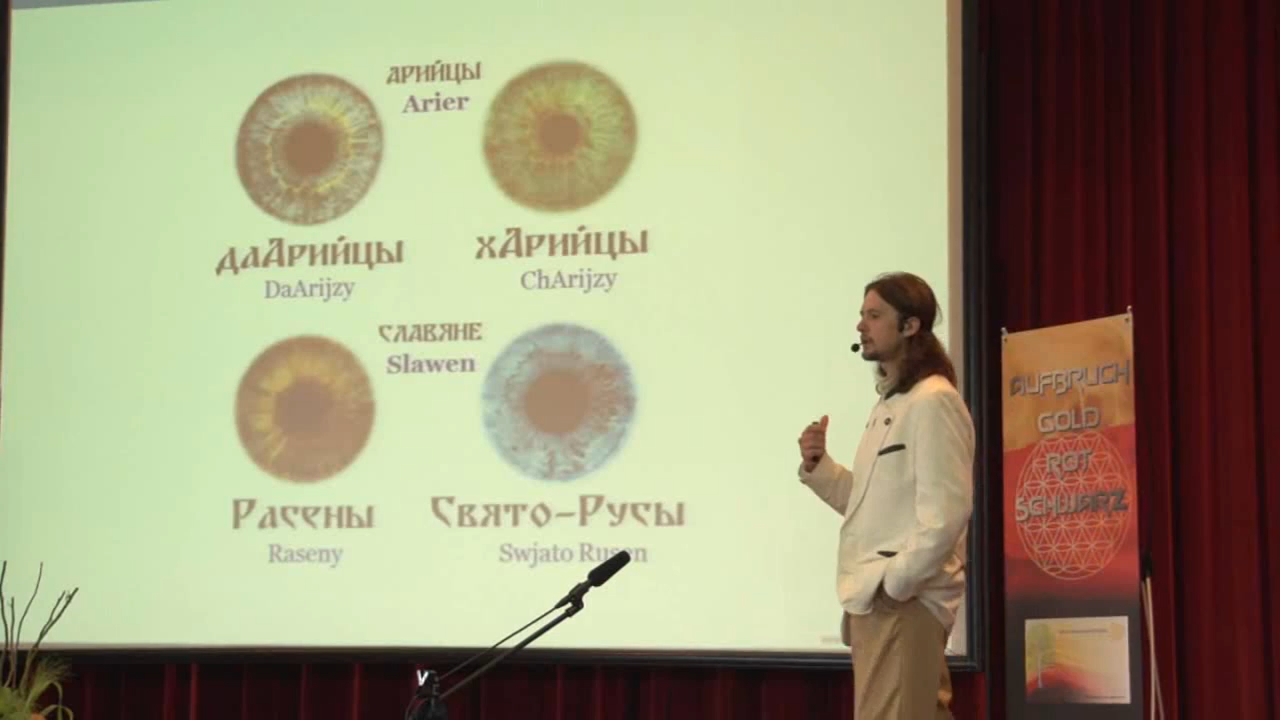 АРИЙЦЫ
Arier
даАрийцы
хАрийцы
DaArijzy
ChArijzy
СЛАВЯНЕ
Slawen
Расены
Свято-Русы
Raseny
Swjato Rusen
AUFBRUCH
GOLD
ROT
SCHWARZ